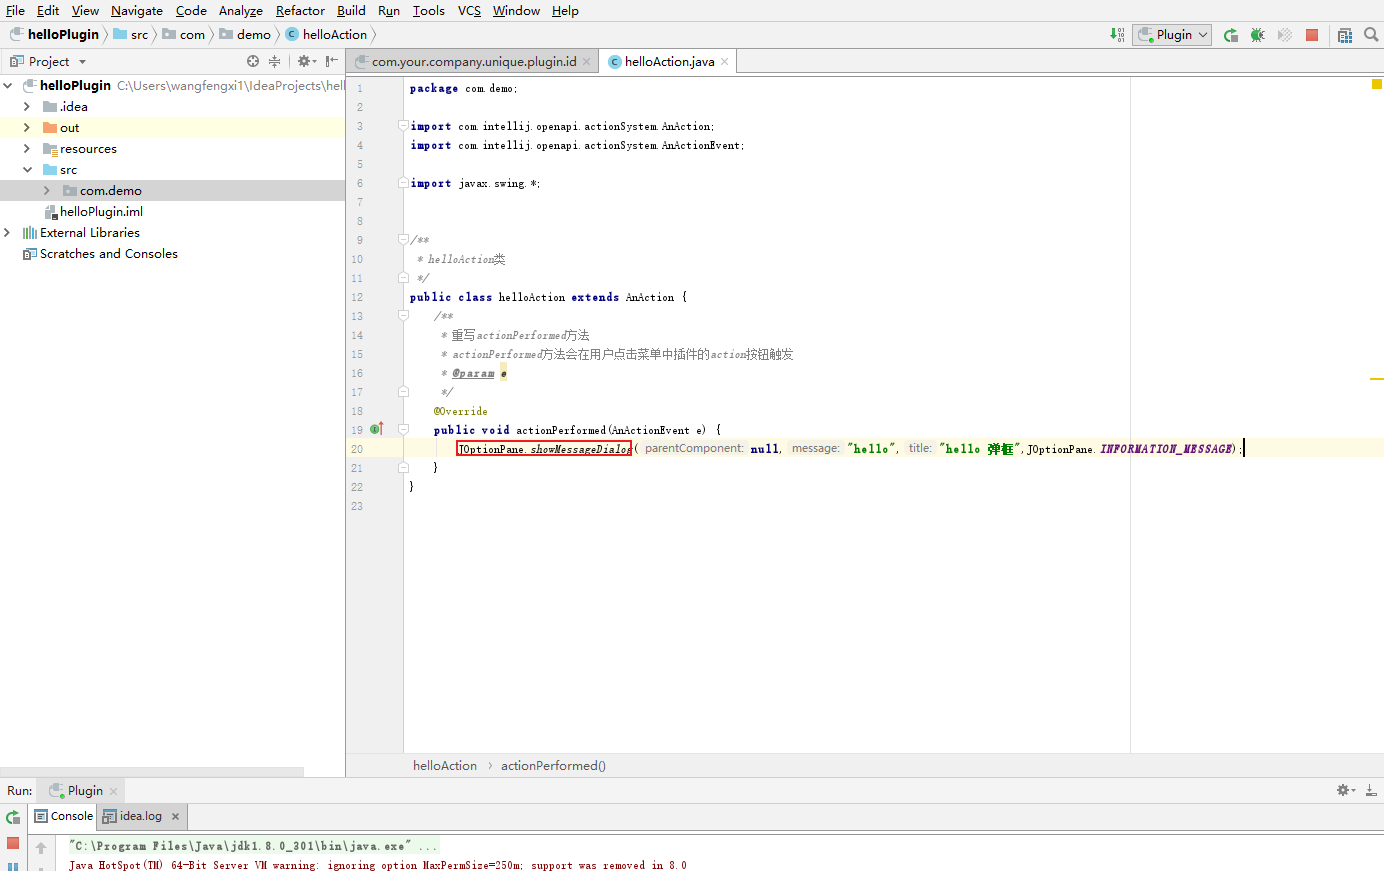 File Edit View Navigate Code Analyze Refactor Build Run Tools VCS Window Help
helloPlugin src com demo helloAction Plugin
Project
com.your.company.unique.plugin.id helloAction.java
helloPlugin C:\Users\wangfengxi1\IdeaProjects\hell
.idea
out
resources
src
com.demo
helloPlugin.iml
External Libraries
Scratches and Consoles
1 package com.demo;
2
3 import com.intellij.openapi.actionSystem.AnAction;
4 import com.intellij.openapi.actionSystem.AnActionEvent;
5
6 import javax.swing.*;
7
8
9 /**
10 * helloAction类
11 */
12 public class helloAction extends AnAction {
13 /**
14 * 重写actionPerformed方法
15 * actionPerformed方法会在用户点击菜单中插件的action按钮触发
16 * @param e
17 */
18 @Override
19 public void actionPerformed(AnActionEvent e) {
20 JOptionPane.showMessageDialog( parentComponent: null, message: "hello", title: "hello 弹框",JOptionPane.INFORMATION_MESSAGE);
21 }
22 }
23
helloAction actionPerformed()
Run: Plugin
Console idea.log
"C:\Program Files\Java\jdk1.8.0_301\bin\java.exe" ...
Java HotSpot(TM) 64-Bit Server VM warning: ignoring option MaxPermSize=250m; support was removed in 8.0